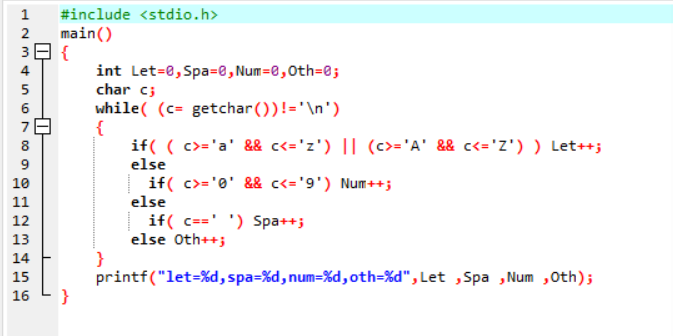 1 #include <stdio.h>
2 main()
3 {
4 int Let=0,Spa=0,Num=0,Oth=0;
5 char c;
6 while( (c= getchar())!='\n')
7 {
8 if( ( c>='a' && c<='z') || (c>='A' && c<='Z') ) Let++;
9 else
10 if( c>='0' && c<='9') Num++;
11 else
12 if( c==' ') Spa++;
13 else Oth++;
14 }
15 printf("let=%d,spa=%d,num=%d,oth=%d",Let ,Spa ,Num ,Oth);
16 }